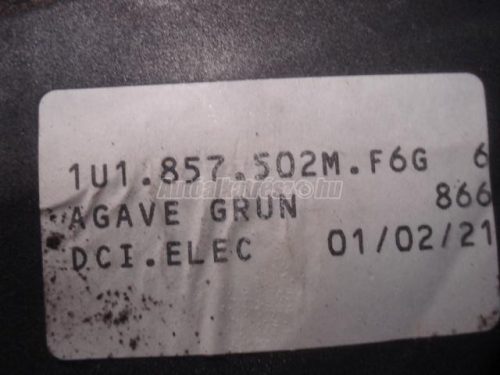 1U1.857.502M.F6G 6
AGAVE GRUN 866
DCI.ELEC 01/02/21